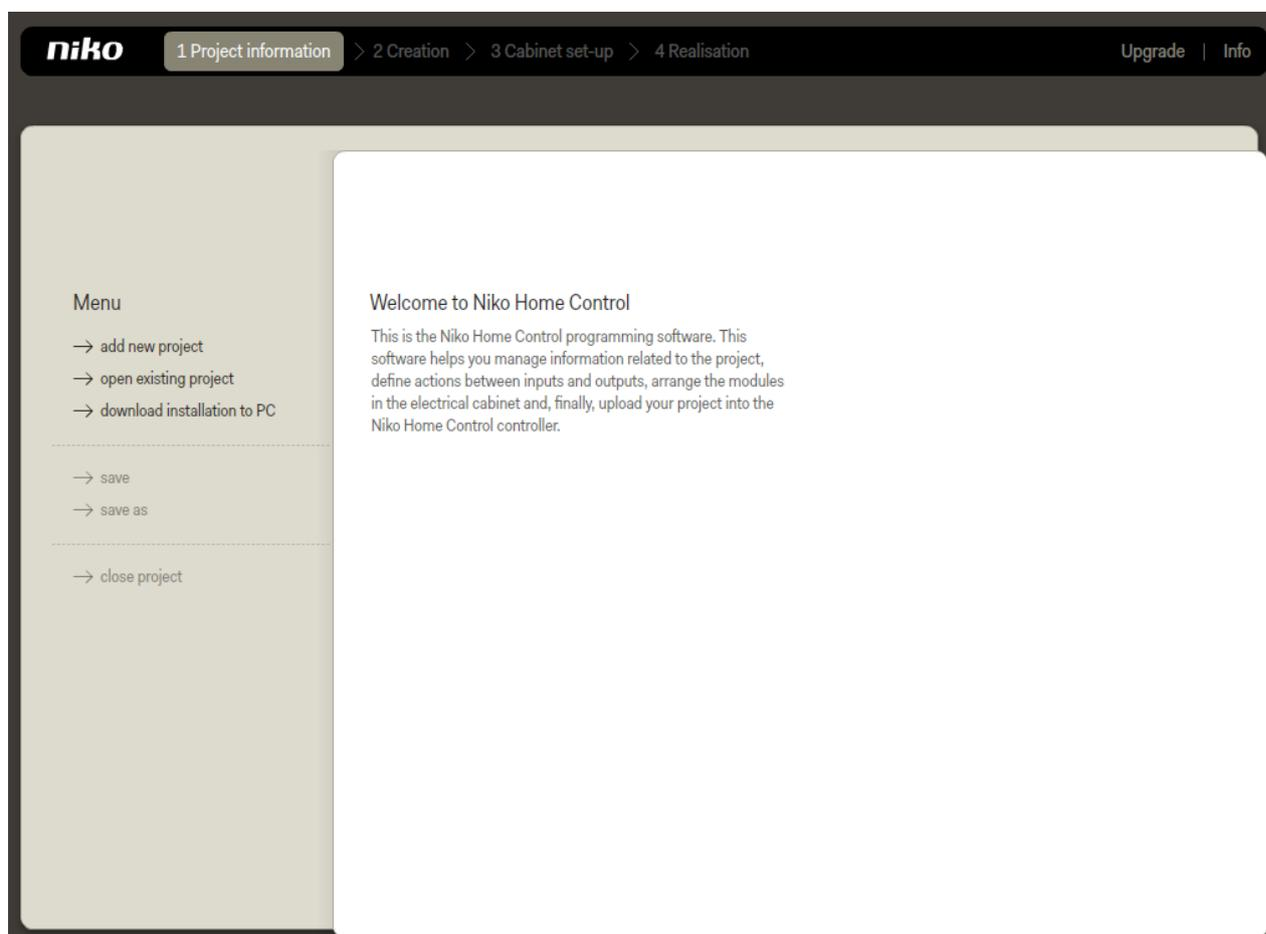 niko 1 Project information 2 Creation 3 Cabinet set-up 4 Realisation Upgrade | Info
Menu
→ add new project
→ open existing project
→ download installation to PC
→ save
→ save as
→ close project
Welcome to Niko Home Control
This is the Niko Home Control programming software. This
software helps you manage information related to the project,
define actions between inputs and outputs, arrange the modules
in the electrical cabinet and, finally, upload your project into the
Niko Home Control controller.